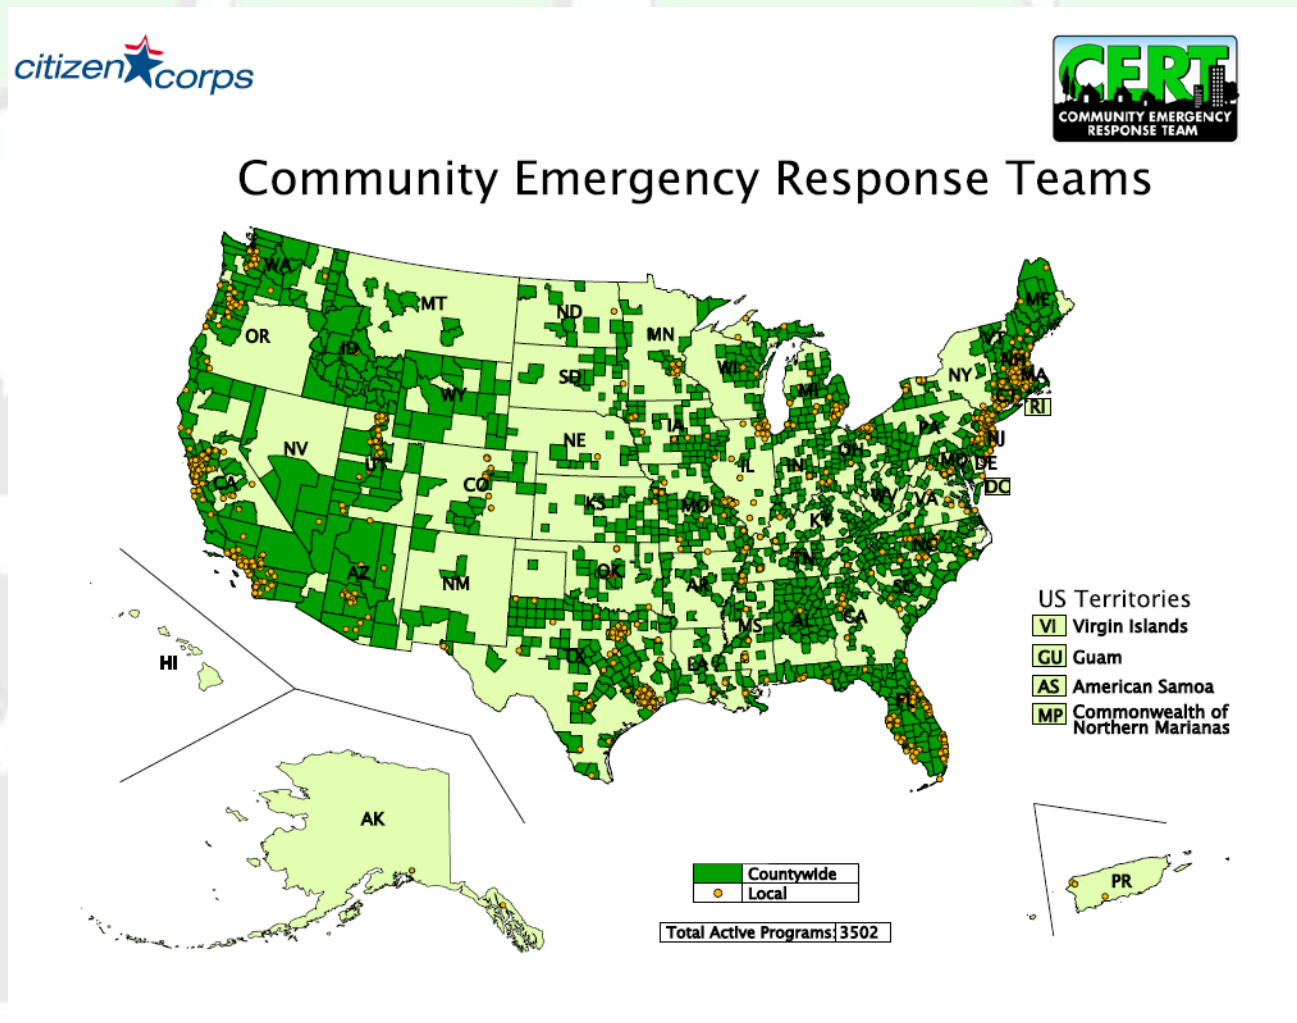 citizen corps
CERT
COMMUNITY EMERGENCY
RESPONSE TEAM
Community Emergency Response Teams
WA
MT
ND
MN
ME
OR
ID
SD
WI
MI
VT
NH
NY
MA
CT
RI
WY
IA
PA
NJ
NV
UT
NE
IL
IN
OH
MD
DE
DC
CA
CO
KS
MO
KY
WV
VA
AZ
NM
OK
AR
TN
NC
SC
TX
LA
MS
AL
GA
FL
HI
AK
PR
US Territories
VI Virgin Islands
GU Guam
AS American Samoa
MP Commonwealth of
Northern Marianas
Countywide
Local
Total Active Programs: 3502